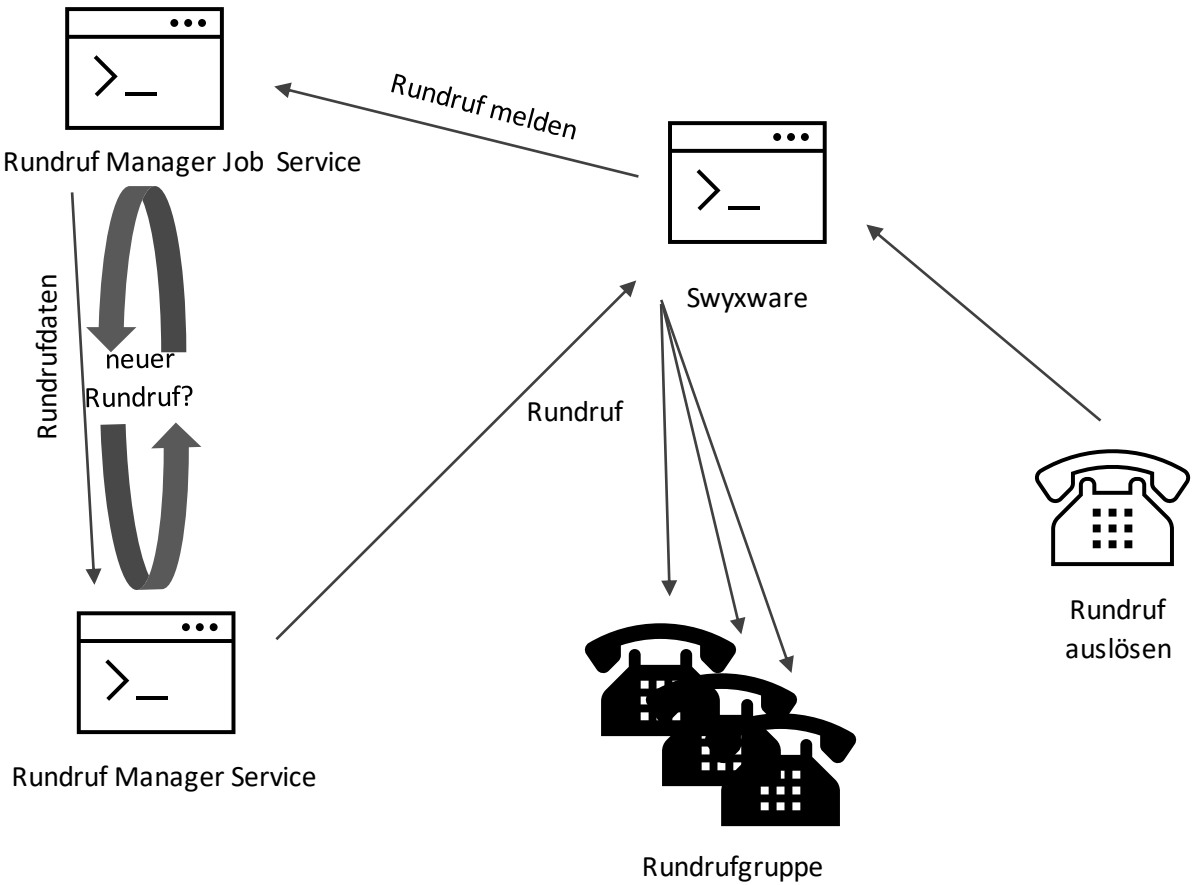 Rundruf melden
Rundruf Manager Job Service
Swyxware
Rundrufdaten
neuer
Rundruf?
Rundruf
Rundruf
auslösen
Rundruf Manager Service
Rundrufgruppe